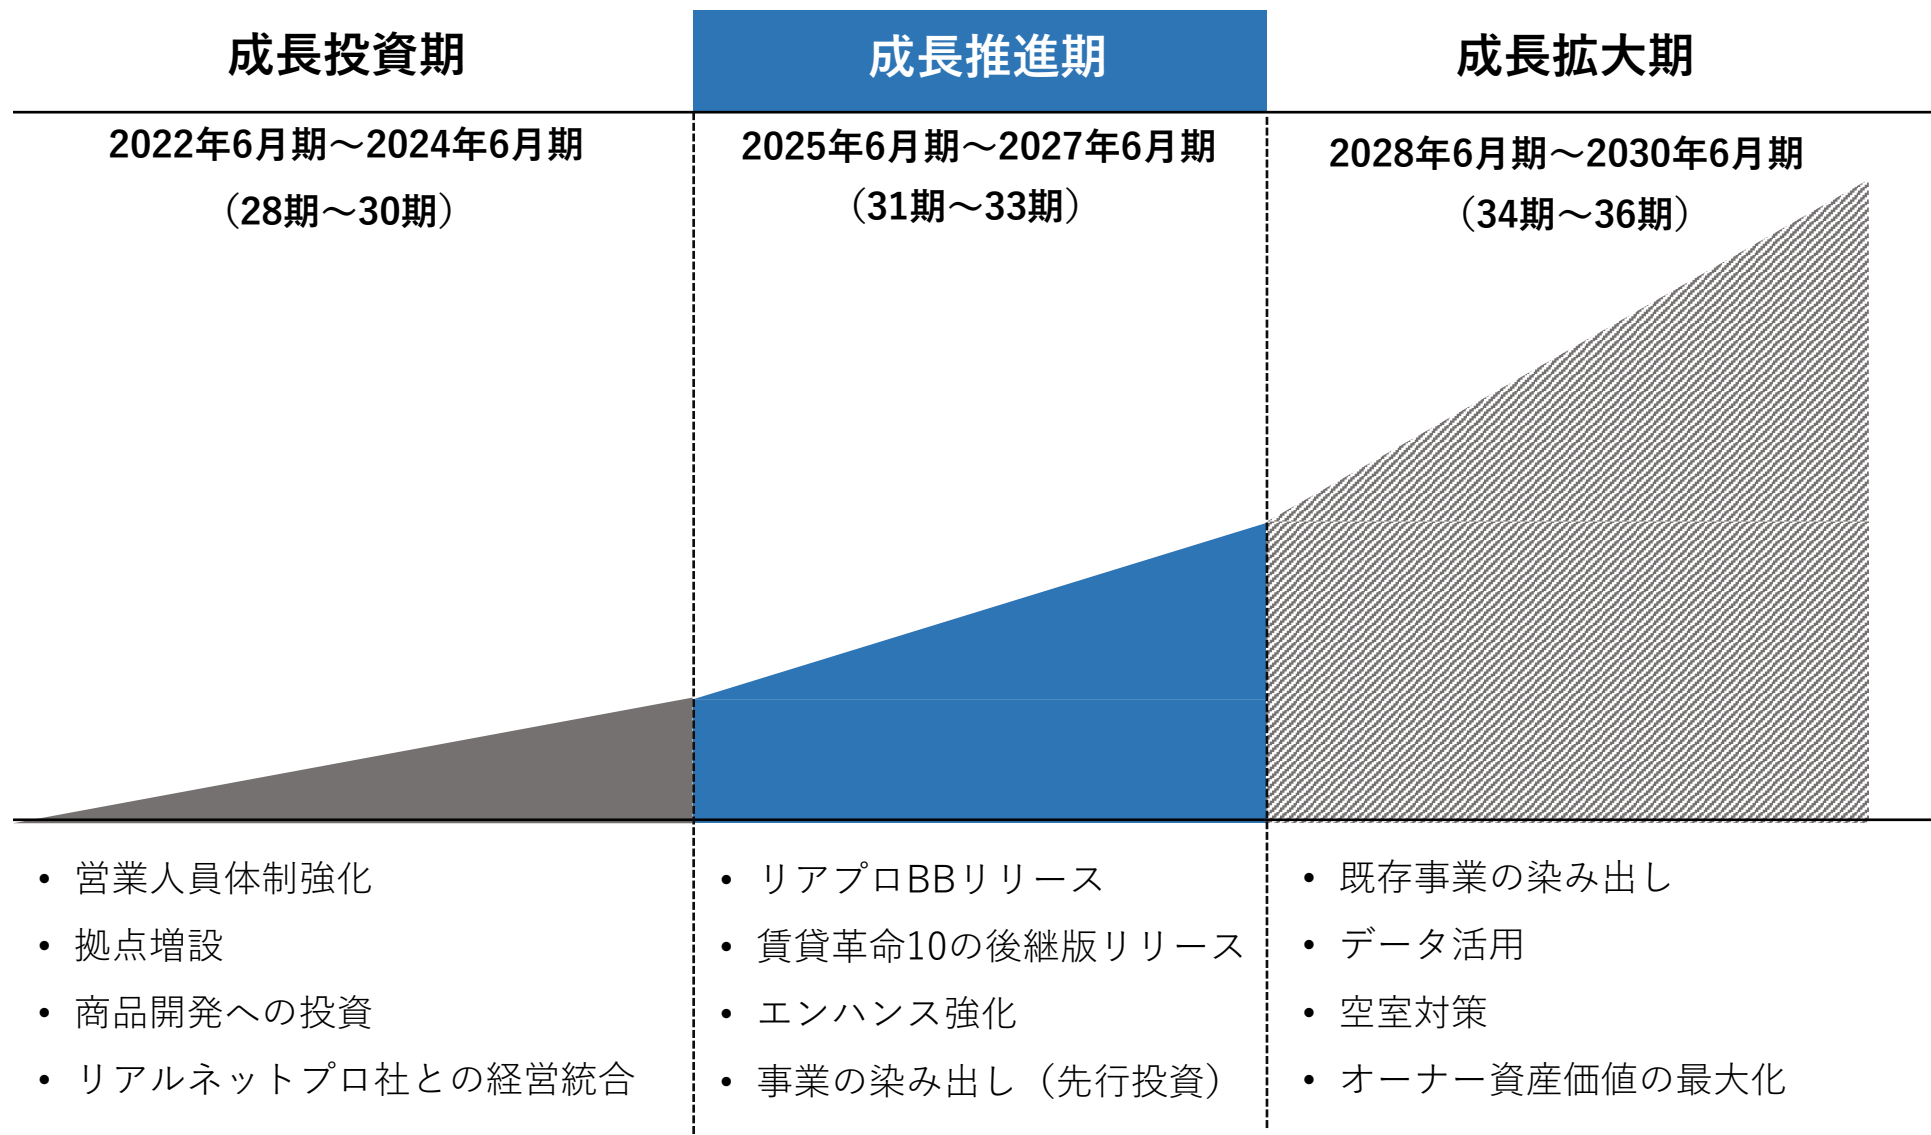 成長投資期
成長推進期
成長拡大期
2022年6月期～2024年6月期
（28期～30期）
2025年6月期～2027年6月期
（31期～33期）
2028年6月期～2030年6月期
（34期～36期）
• 営業人員体制強化
• 拠点増設
• 商品開発への投資
• リアルネットプロ社との経営統合
• リアプロBBリリース
• 賃貸革命10の後継版リリース
• エンハンス強化
• 事業の染み出し（先行投資）
• 既存事業の染み出し
• データ活用
• 空室対策
• オーナー資産価値の最大化